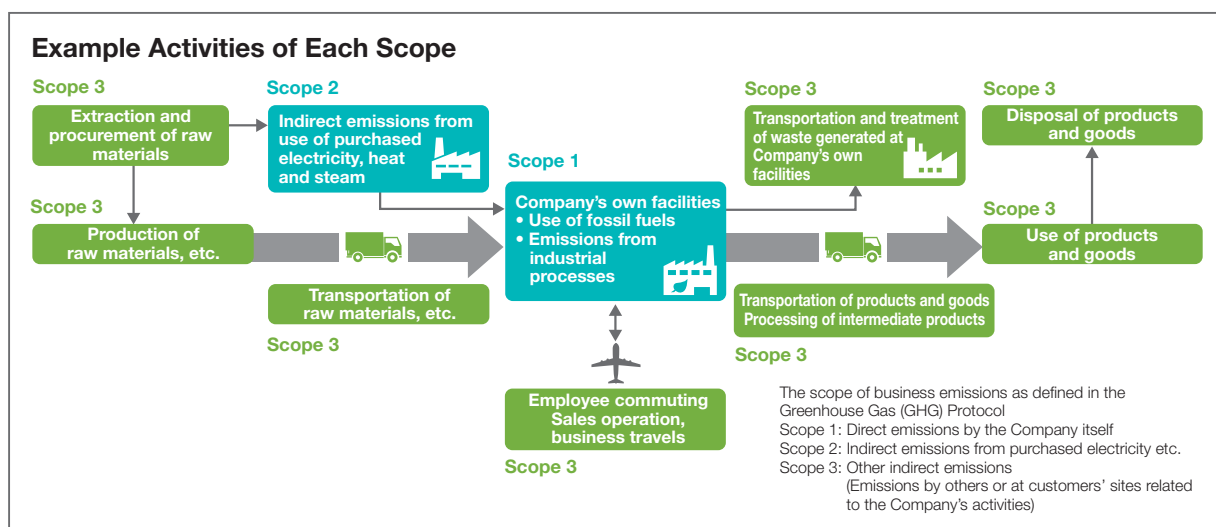 Example Activities of Each Scope
Scope 3
Extraction and
procurement of raw
materials
Scope 2
Indirect emissions from
use of purchased
electricity, heat
and steam
Scope 3
Production of
raw materials, etc.
Transportation of
raw materials, etc.
Scope 3
Scope 1
Company's own facilities
• Use of fossil fuels
• Emissions from
industrial
processes
Employee commuting
Sales operation,
business travels
Scope 3
Scope 3
Transportation and treatment
of waste generated at
Company's own
facilities
Transportation of products and goods
Processing of intermediate products
Scope 3
Scope 3
Disposal of products
and goods
Scope 3
Use of products
and goods
The scope of business emissions as defined in the
Greenhouse Gas (GHG) Protocol
Scope 1: Direct emissions by the Company itself
Scope 2: Indirect emissions from purchased electricity etc.
Scope 3: Other indirect emissions
(Emissions by others or at customers' sites related
to the Company's activities)